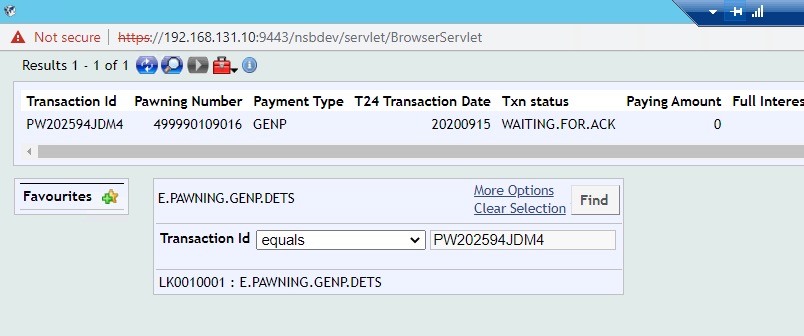 Not secure | https://192.168.131.10:9443/nsbdev/servlet/BrowserServlet
Results 1 - 1 of 1
Transaction Id Pawning Number Payment Type T24 Transaction Date Txn status Paying Amount Full Interes
PW202594JDM4 499990109016 GENP 20200915 WAITING.FOR.ACK 0
Favourites
E.PAWNING.GENP.DETS
More Options
Clear Selection
Find
Transaction Id equals PW202594JDM4
LK0010001 : E.PAWNING.GENP.DETS